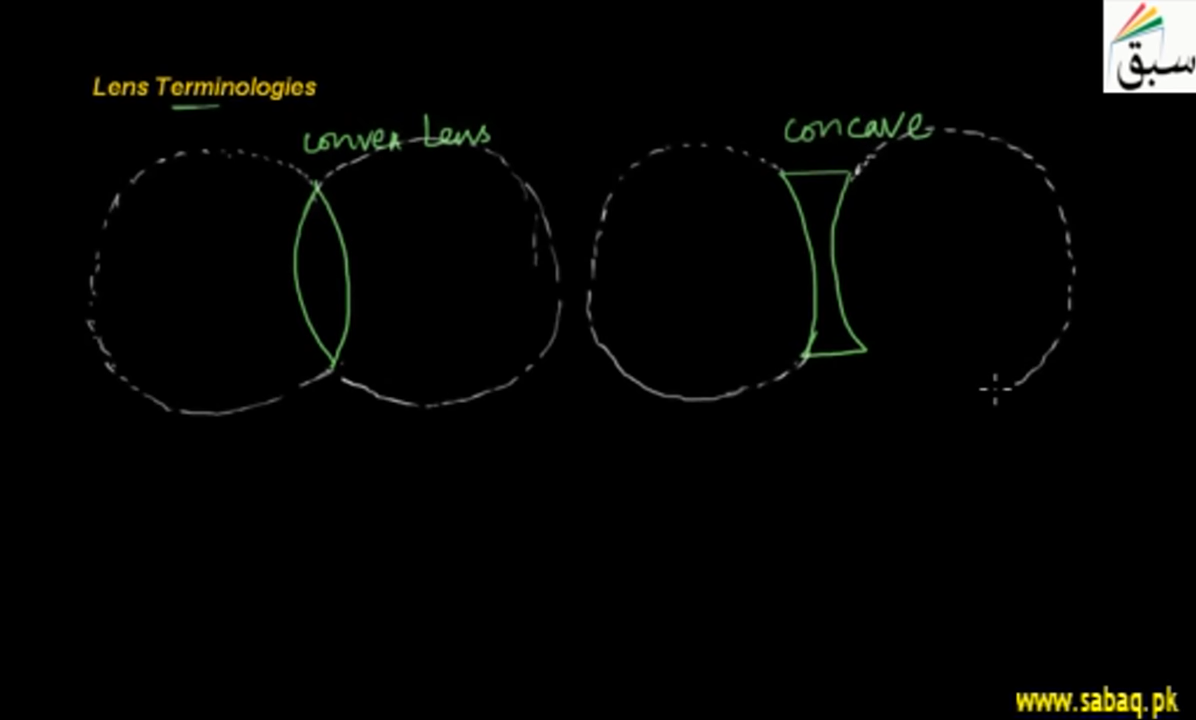 سبق
Lens Terminologies
convex Lens
concave
www.sabaq.pk